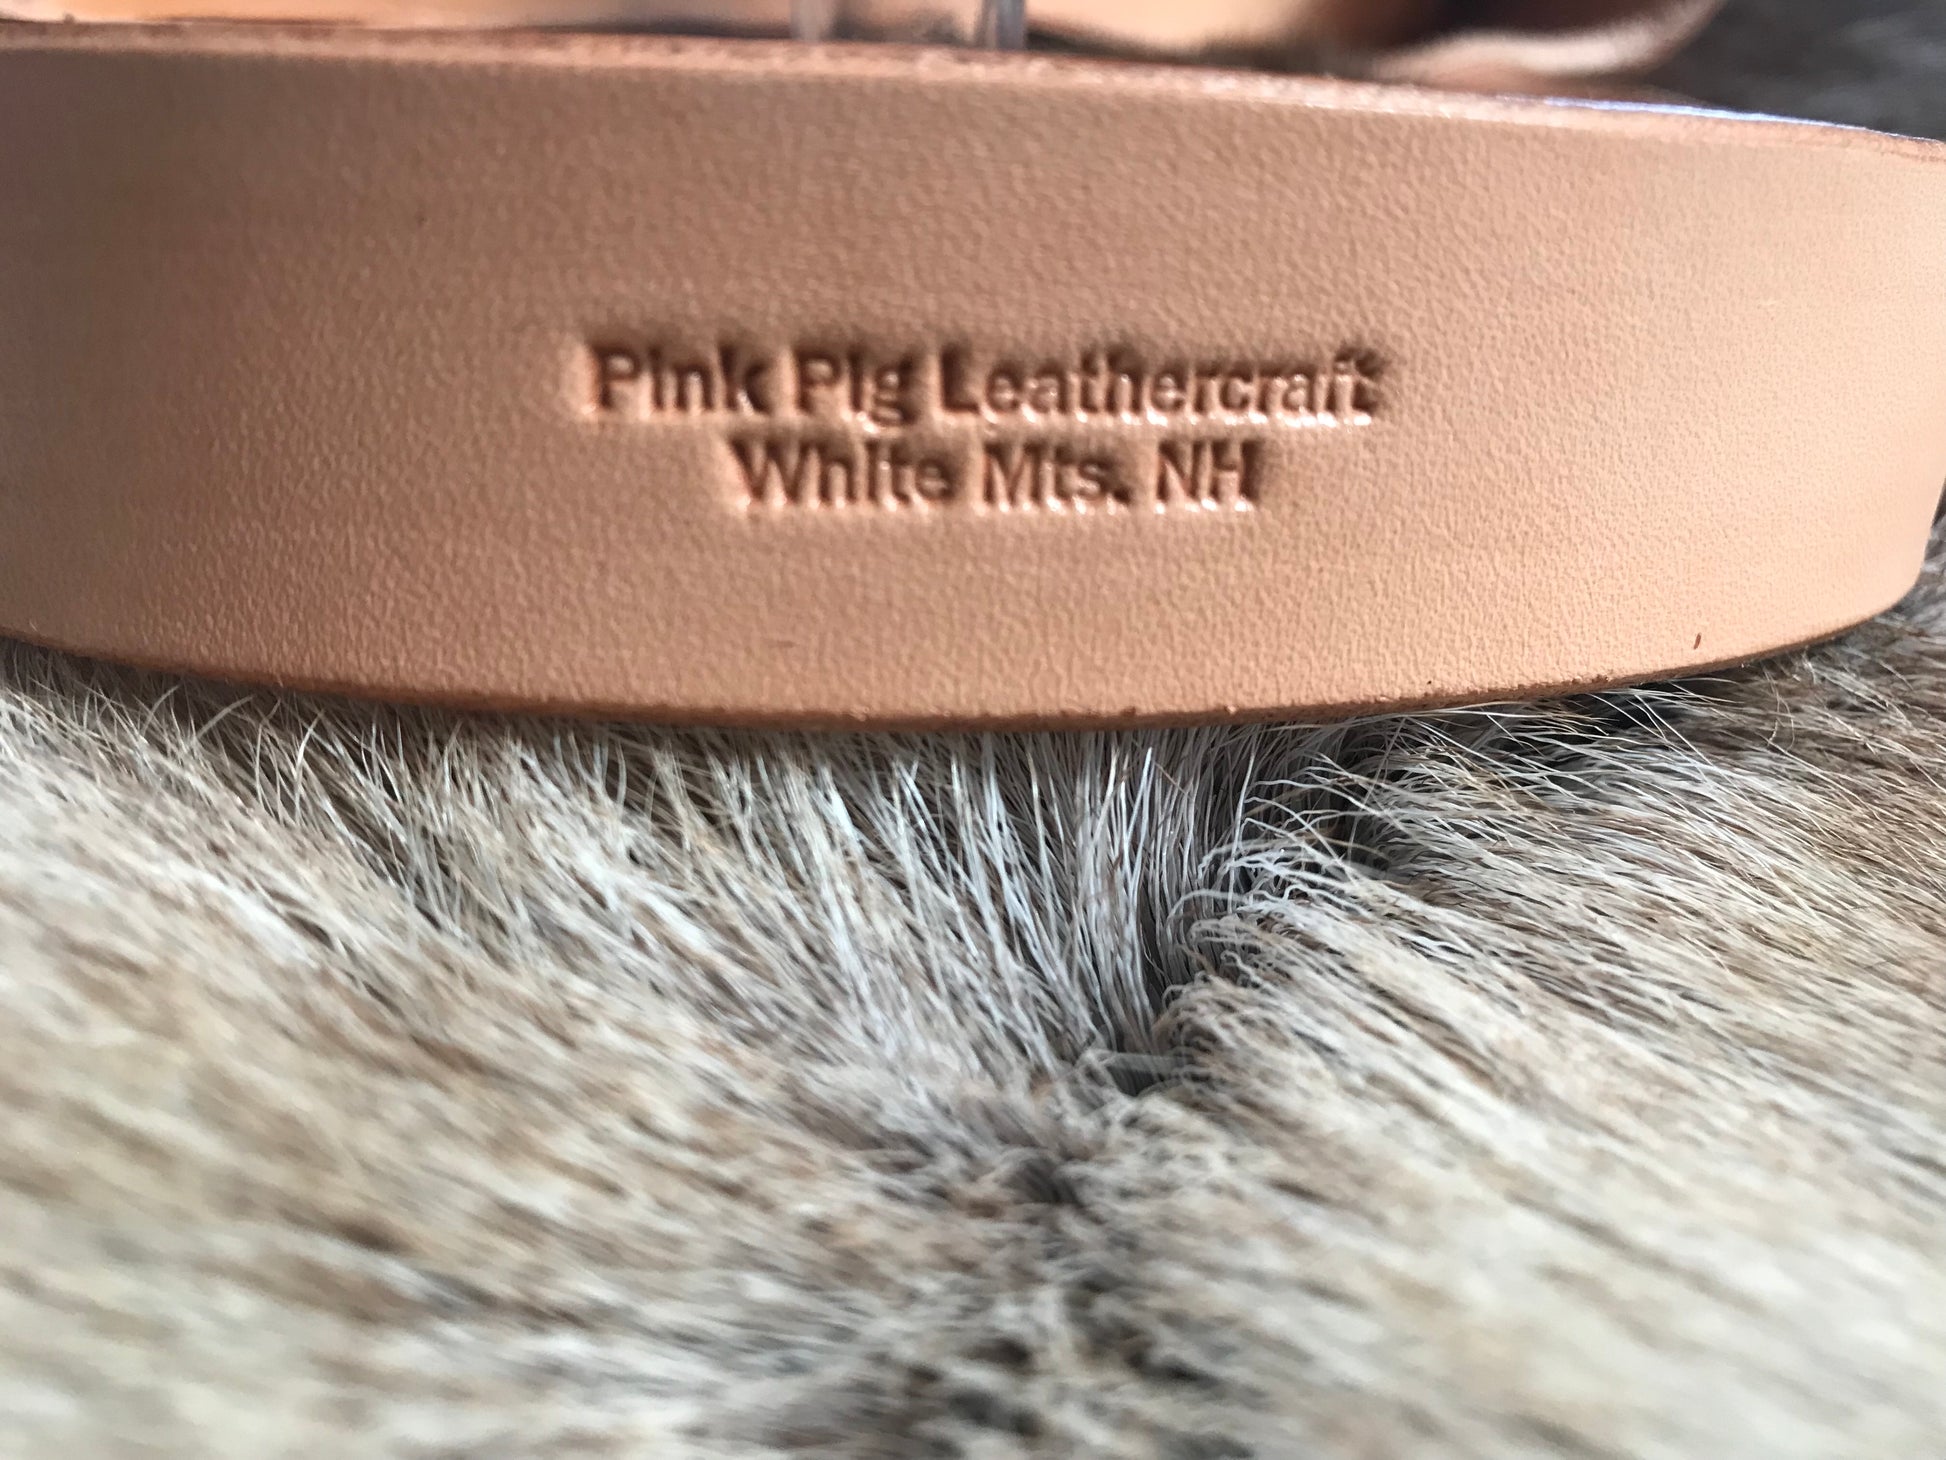 Pink Pig Leathercraft
White Mts. NH